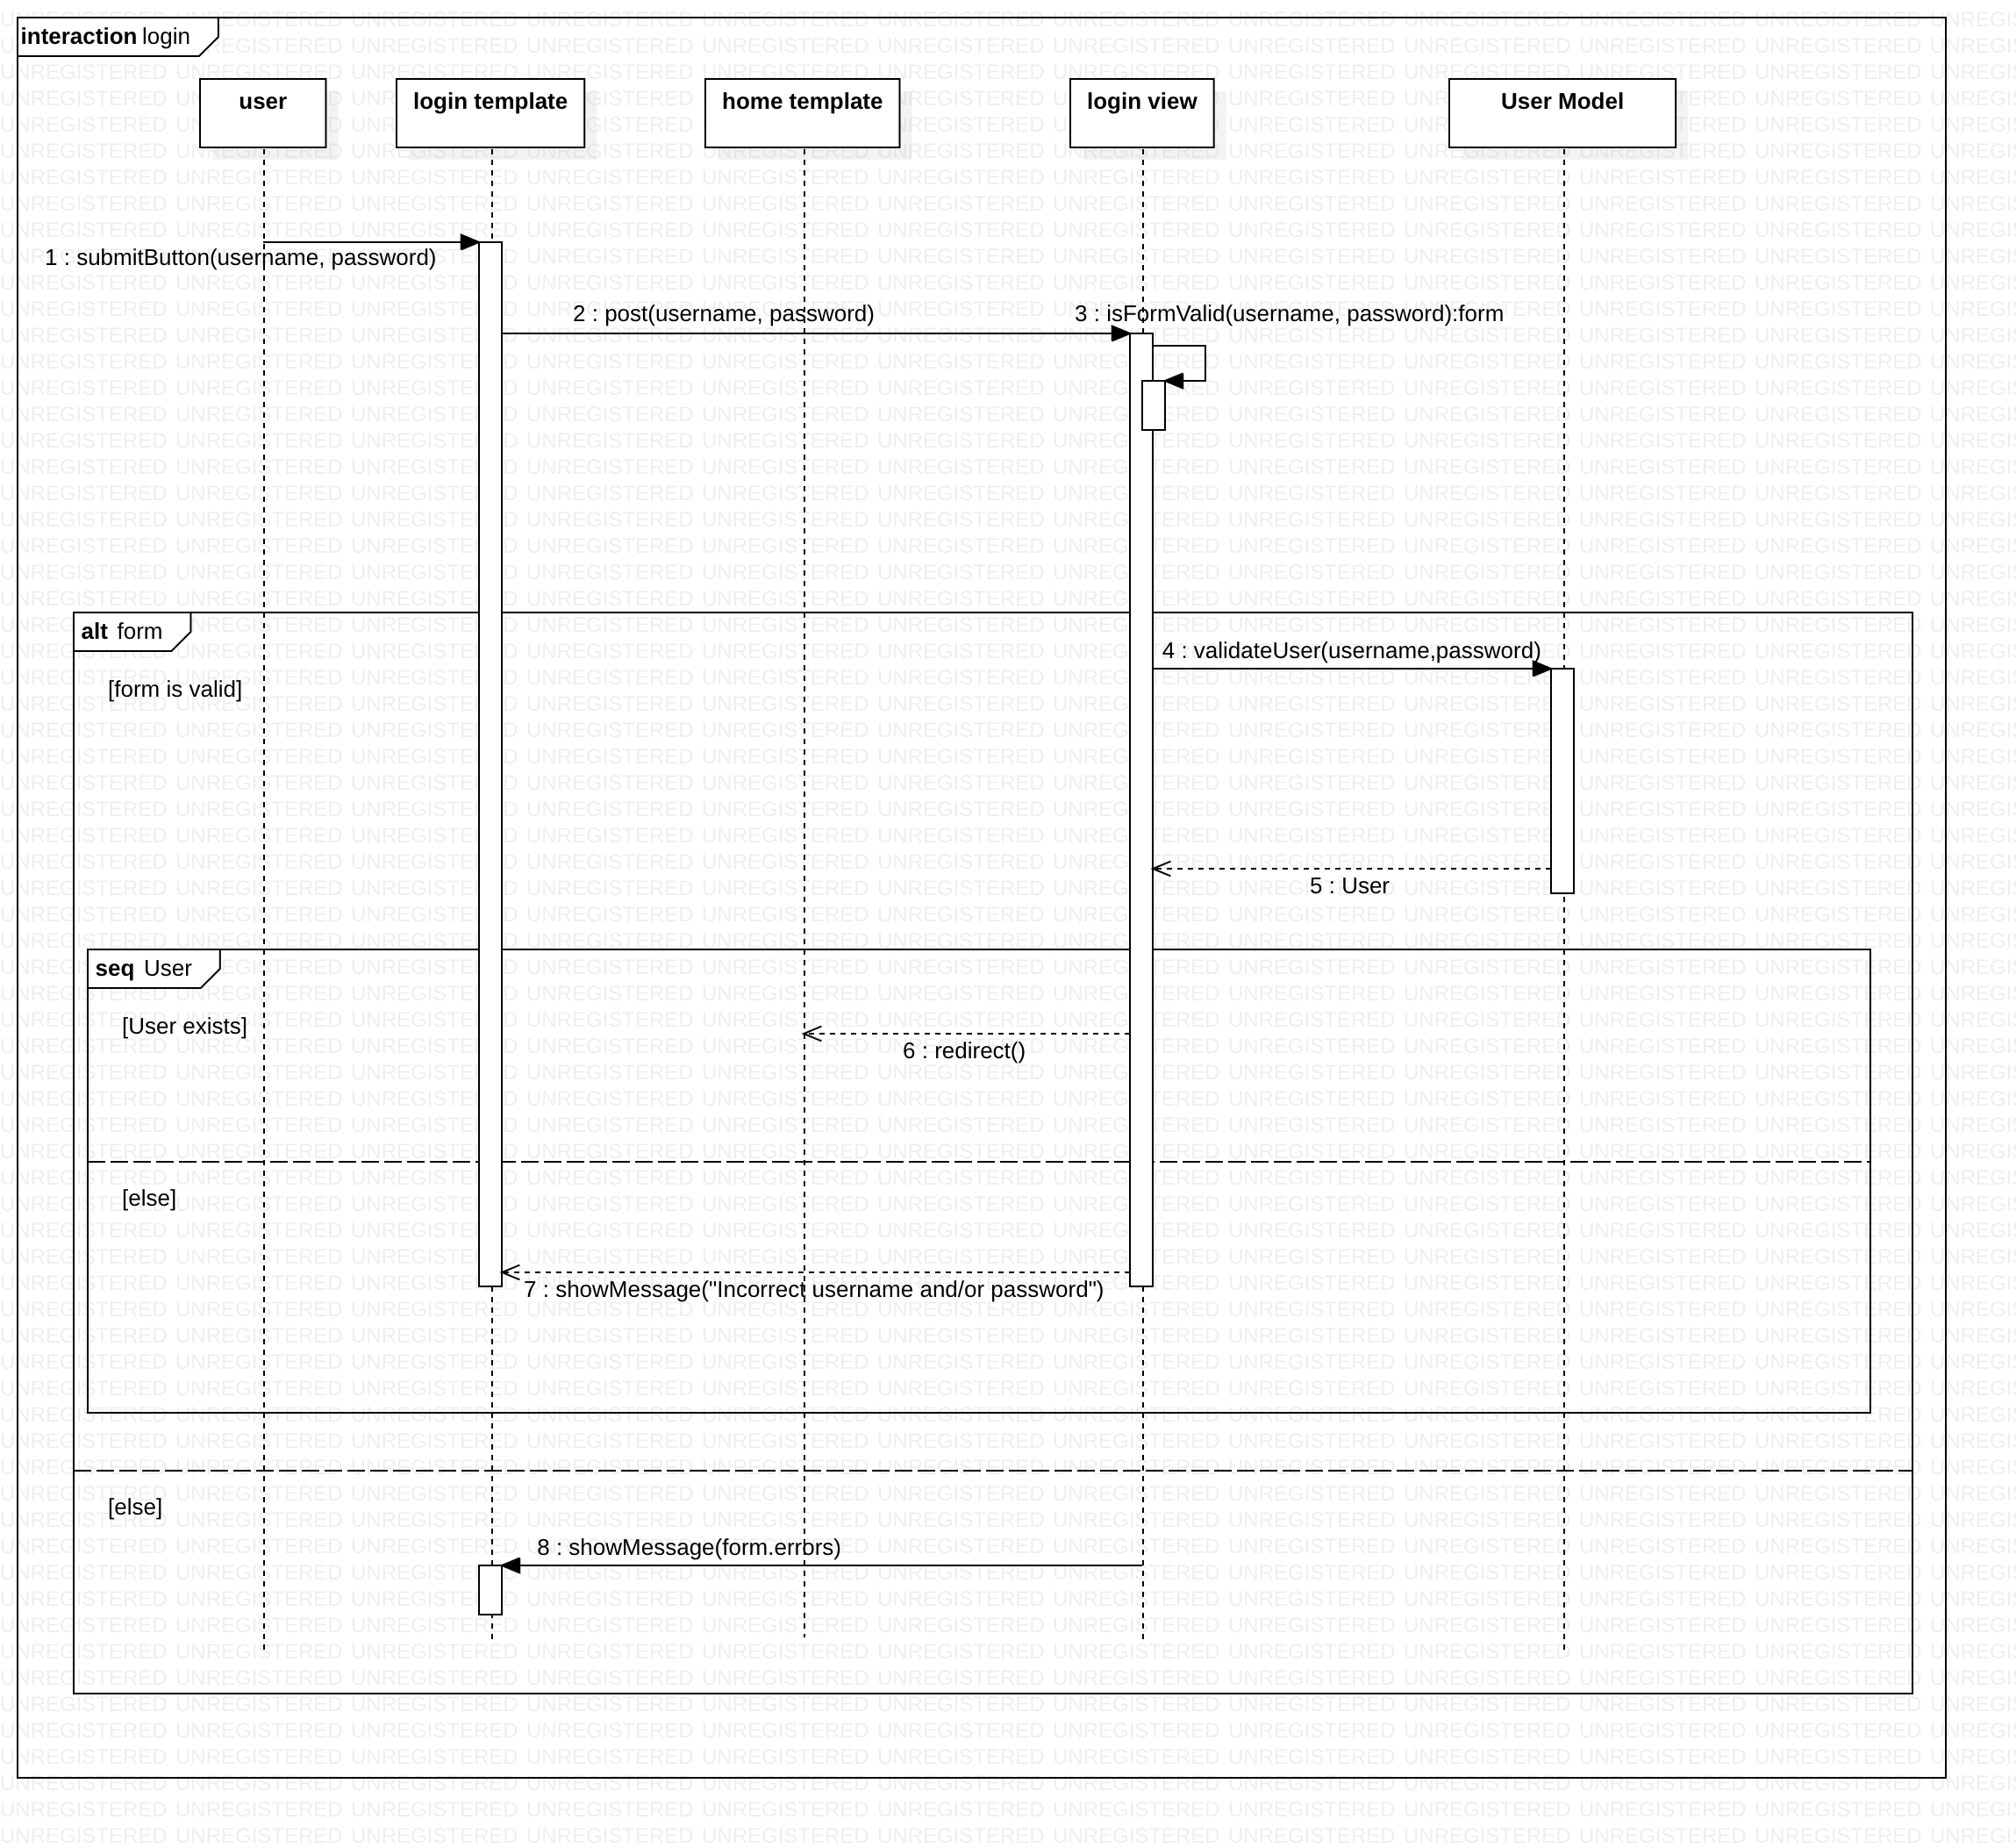 interaction login
user
login template
home template
login view
User Model
1 : submitButton(username, password)
2 : post(username, password)
3 : isFormValid(username, password):form
alt form
4 : validateUser(username,password)
[form is valid]
5 : User
seq User
[User exists]
6 : redirect()
[else]
7 : showMessage("Incorrect username and/or password")
[else]
8 : showMessage(form.errors)
UNREGISTERED